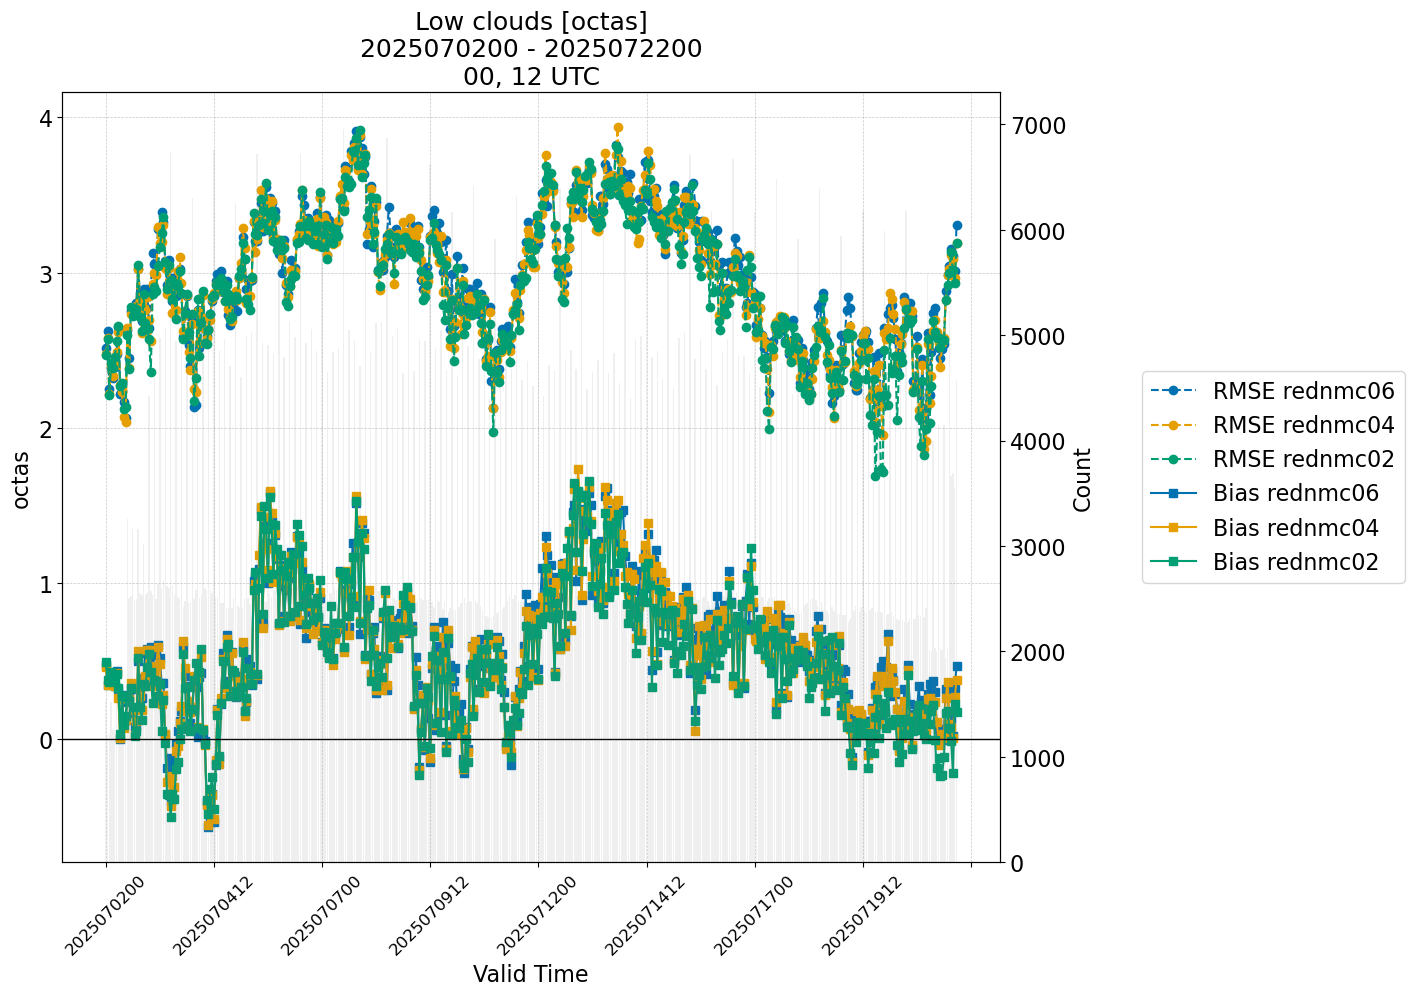 Low clouds [octas]
2025070200 - 2025072200
00, 12 UTC
4
3
2
1
0
octas
7000
6000
5000
4000
3000
2000
1000
0
Count
RMSE rednmc06
RMSE rednmc04
RMSE rednmc02
Bias rednmc06
Bias rednmc04
Bias rednmc02
2025070200
2025070412
2025070700
2025070912
2025071200
2025071412
2025071700
2025071912
Valid Time